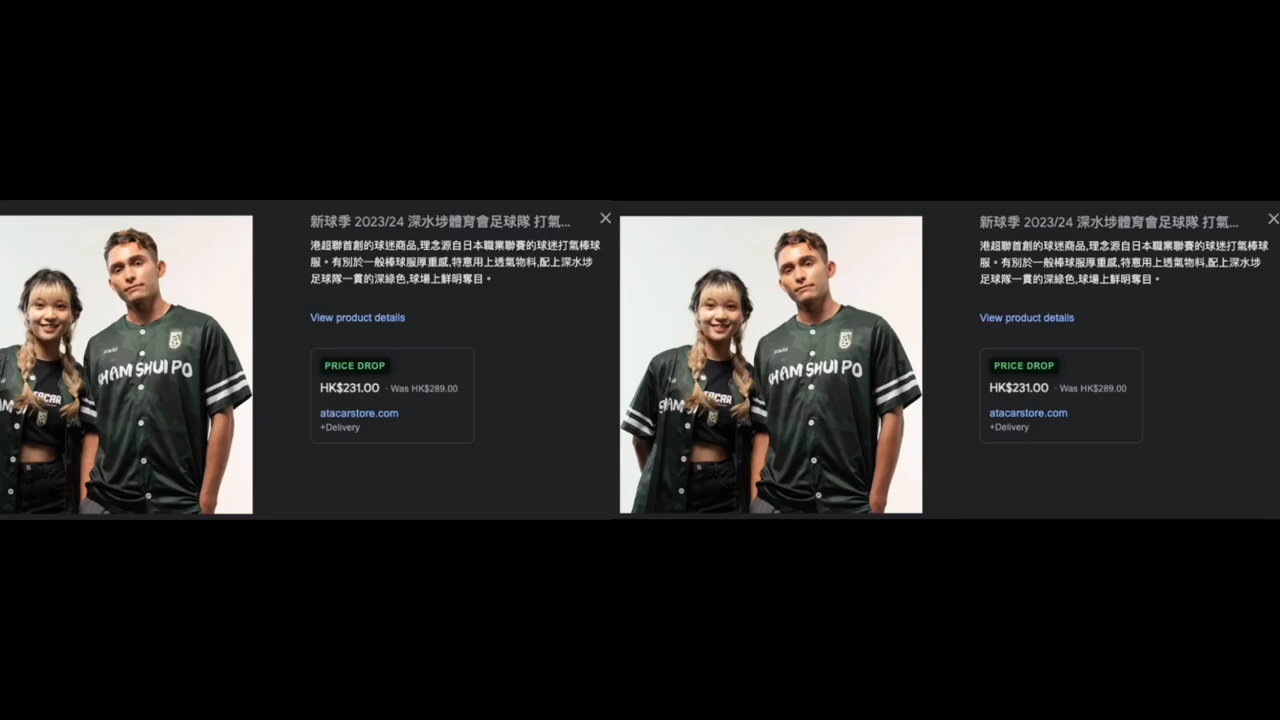 新球季 2023/24 深水埗體育會足球隊 打氣...
港超聯首創的球迷商品,理念源自日本職業聯賽的球迷打氣棒球
服。有別於一般棒球服厚重感,特意用上透氣物料,配上深水埗
足球隊一貫的深綠色,球場上鮮明奪目。
View product details
PRICE DROP
HK$231.00 · Was HK$289.00
atacarstore.com
+Delivery
SHAM SHUI PO
ATACAR
新球季 2023/24 深水埗體育會足球隊 打氣...
港超聯首創的球迷商品,理念源自日本職業聯賽的球迷打氣棒球
服。有別於一般棒球服厚重感,特意用上透氣物料,配上深水埗
足球隊一貫的深綠色,球場上鮮明奪目。
View product details
PRICE DROP
HK$231.00 · Was HK$289.00
atacarstore.com
+Delivery
SHAM SHUI PO
ATACAR